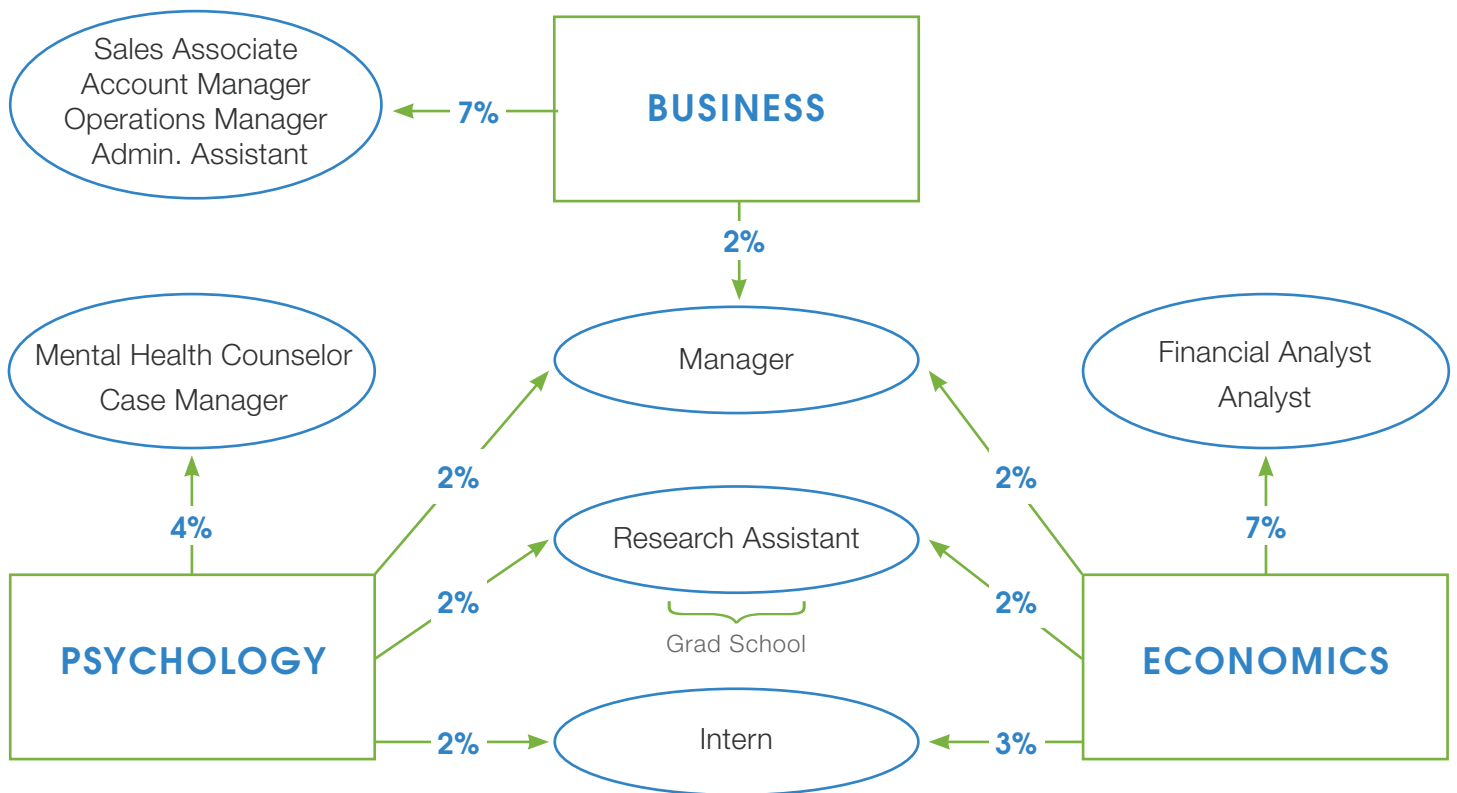 Sales Associate
Account Manager
Operations Manager
Admin. Assistant
7%
BUSINESS
2%
Mental Health Counselor
Case Manager
Manager
Financial Analyst
Analyst
2%
2%
4%
7%
Research Assistant
2%
2%
Grad School
PSYCHOLOGY
ECONOMICS
2%
Intern
3%